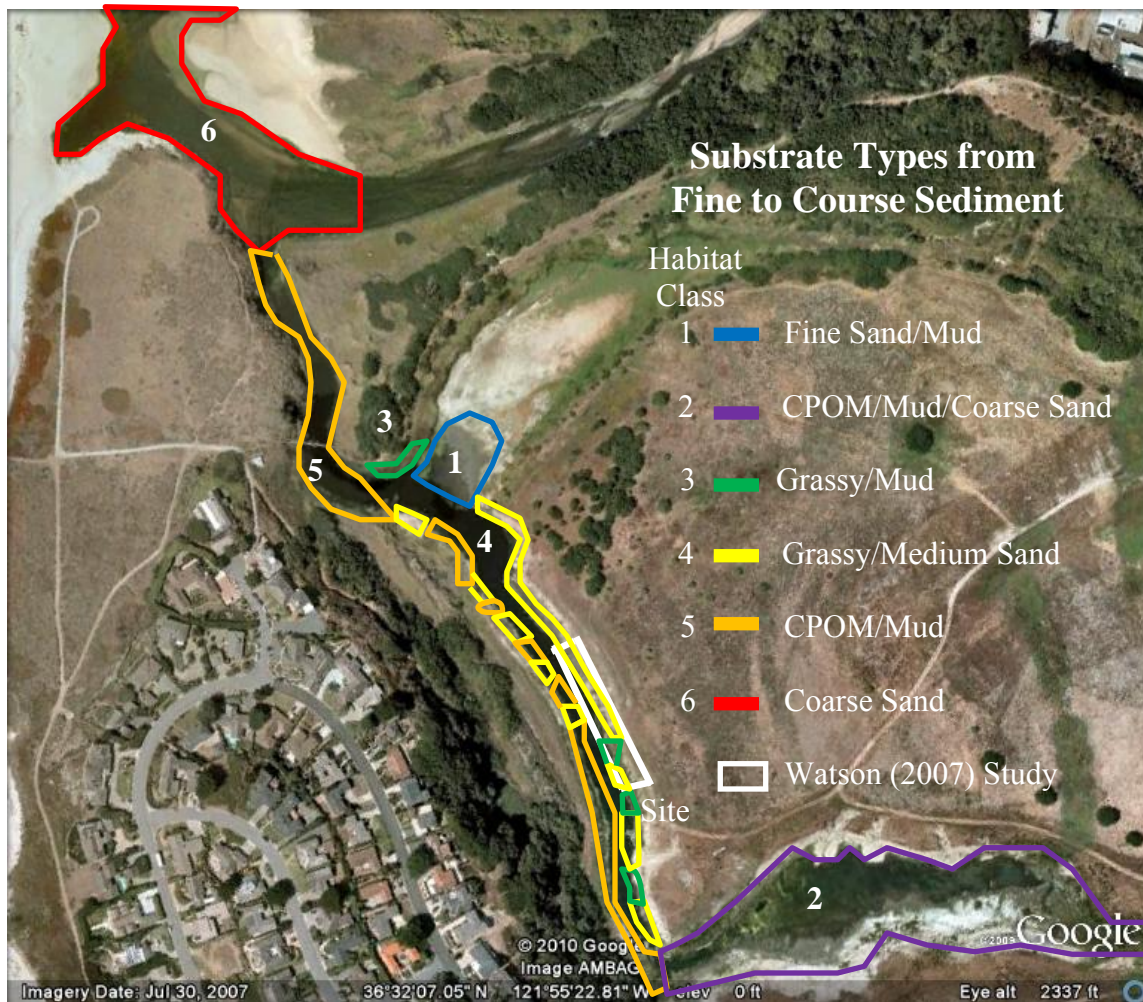 6
Substrate Types from
Fine to Course Sediment
Habitat
Class
1 Fine Sand/Mud
2 CPOM/Mud/Coarse Sand
3 Grassy/Mud
4 Grassy/Medium Sand
5 CPOM/Mud
6 Coarse Sand
Watson (2007) Study
Site
3
1
5
4
2
© 2010 Google
Image AMBAG
©2009 Google
Imagery Date: Jul 30, 2007 36°32'07.05" N 121°55'22.81" W elev 0 ft Eye alt 2337 ft